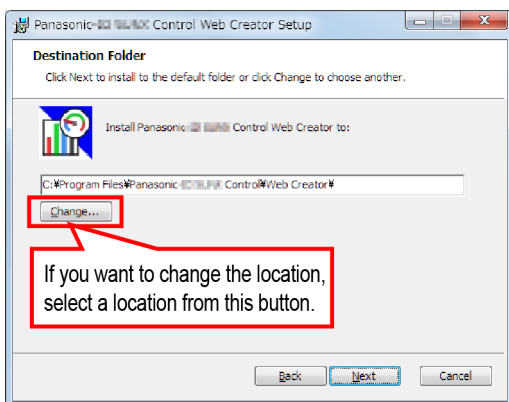 Panasonic Control Web Creator Setup
Destination Folder
Click Next to install to the default folder or click Change to choose another.
Install Panasonic Control Web Creator to:
C:¥Program Files¥Panasonic- Control¥Web Creator¥
Change...
If you want to change the location,
select a location from this button.
Back Next Cancel